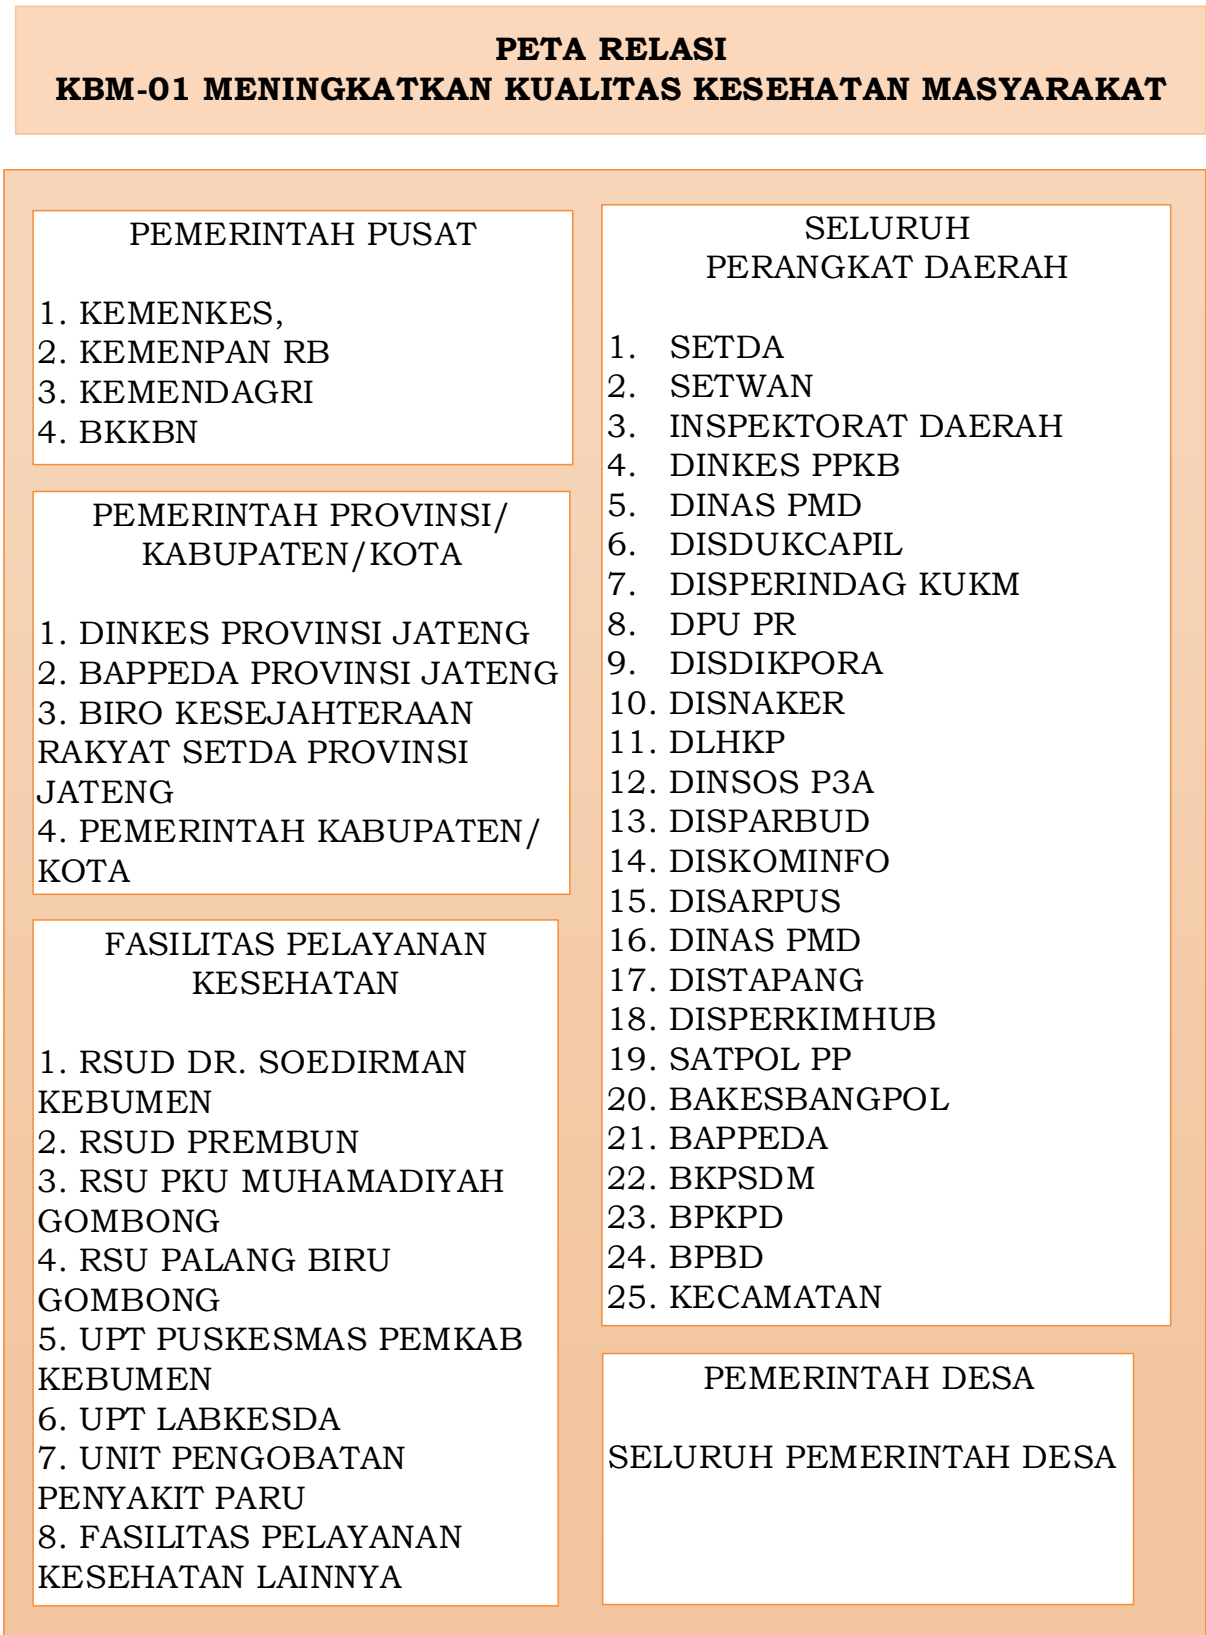 PETA RELASI
KBM-01 MENINGKATKAN KUALITAS KESEHATAN MASYARAKAT
PEMERINTAH PUSAT
1. KEMENKES,
2. KEMENPAN RB
3. KEMENDAGRI
4. BKKBN
PEMERINTAH PROVINSI/
KABUPATEN/KOTA
1. DINKES PROVINSI JATENG
2. BAPPEDA PROVINSI JATENG
3. BIRO KESEJAHTERAAN
RAKYAT SETDA PROVINSI
JATENG
4. PEMERINTAH KABUPATEN/
KOTA
FASILITAS PELAYANAN
KESEHATAN
1. RSUD DR. SOEDIRMAN
KEBUMEN
2. RSUD PREMBUN
3. RSU PKU MUHAMADIYAH
GOMBONG
4. RSU PALANG BIRU
GOMBONG
5. UPT PUSKESMAS PEMKAB
KEBUMEN
6. UPT LABKESDA
7. UNIT PENGOBATAN
PENYAKIT PARU
8. FASILITAS PELAYANAN
KESEHATAN LAINNYA
SELURUH
PERANGKAT DAERAH
1. SETDA
2. SETWAN
3. INSPEKTORAT DAERAH
4. DINKES PPKB
5. DINAS PMD
6. DISDUKCAPIL
7. DISPERINDAG KUKM
8. DPU PR
9. DISDIKPORA
10. DISNAKER
11. DLHKP
12. DINSOS P3A
13. DISPARBUD
14. DISKOMINFO
15. DISARPUS
16. DINAS PMD
17. DISTAPANG
18. DISPERKIMHUB
19. SATPOL PP
20. BAKESBANGPOL
21. BAPPEDA
22. BKPSDM
23. BPKPD
24. BPBD
25. KECAMATAN
PEMERINTAH DESA
SELURUH PEMERINTAH DESA